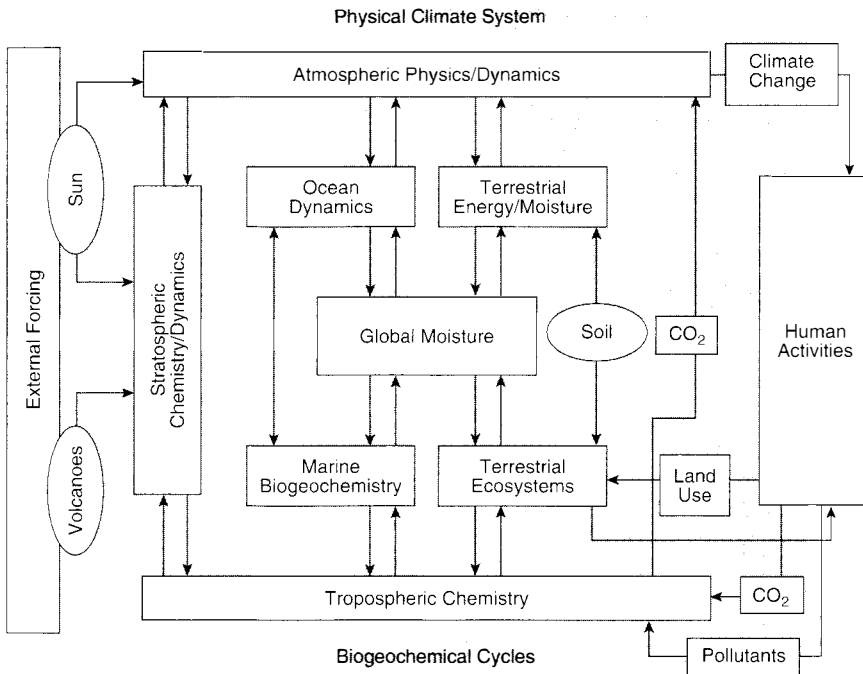 Physical Climate System
Atmospheric Physics/Dynamics
Climate
Change
External Forcing
Sun
Volcanoes
Stratospheric
Chemistry/Dynamics
Ocean
Dynamics
Terrestrial
Energy/Moisture
Global Moisture
Soil
CO₂
Human
Activities
Marine
Biogeochemistry
Terrestrial
Ecosystems
Land
Use
Tropospheric Chemistry
CO₂
Pollutants
Biogeochemical Cycles